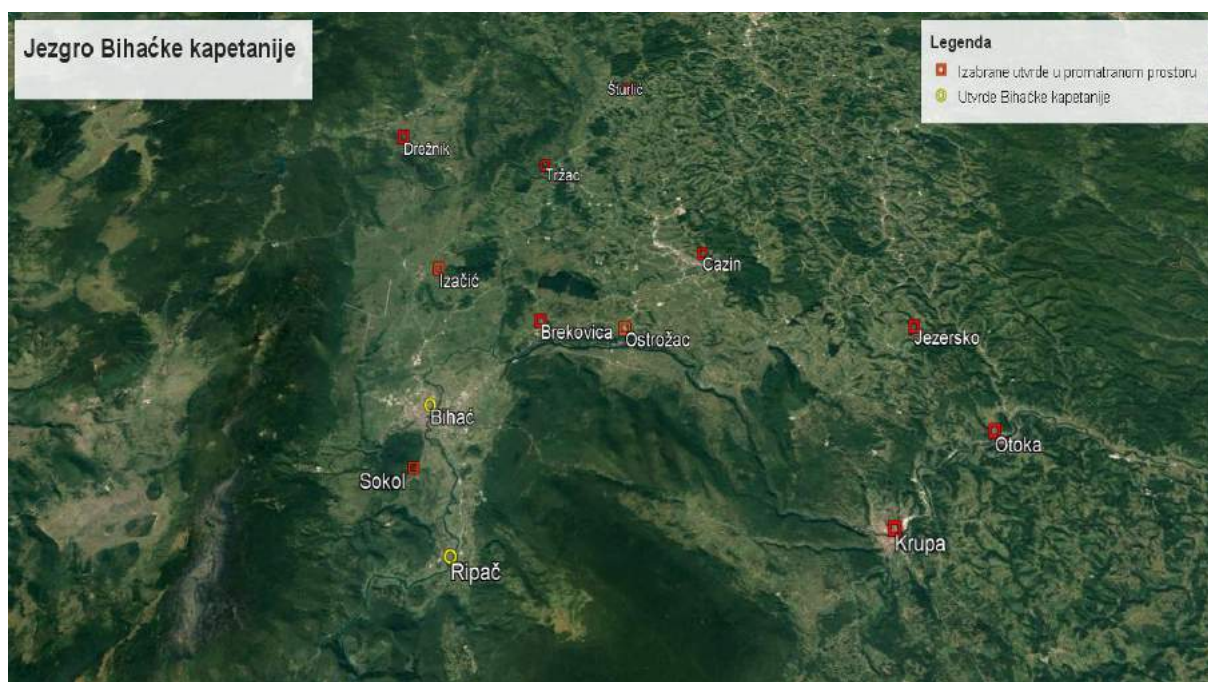 Jezgro Bihaćke kapetanije
Legenda
Izabrane utvrde u promatranom prostoru
Utvrde Bihaćke kapetanije
Šturlić
Drežnik
Tržac
Cazin
Izačić
Brekovica
Ostrožac
Jezersko
Bihać
Otoka
Sokol
Krupa
Ripač